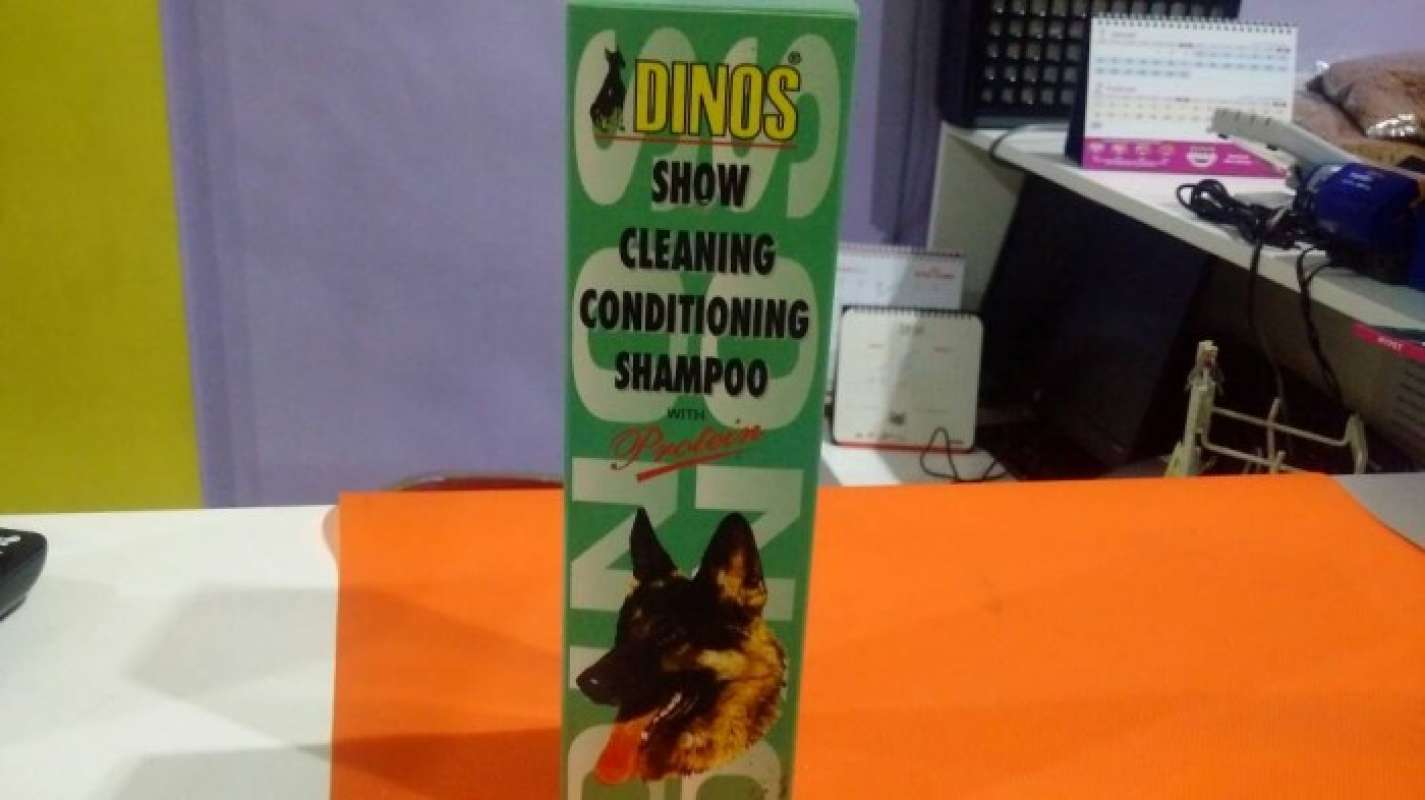 DINOS®
SHOW
CLEANING
CONDITIONING
SHAMPOO
WITH
Protein